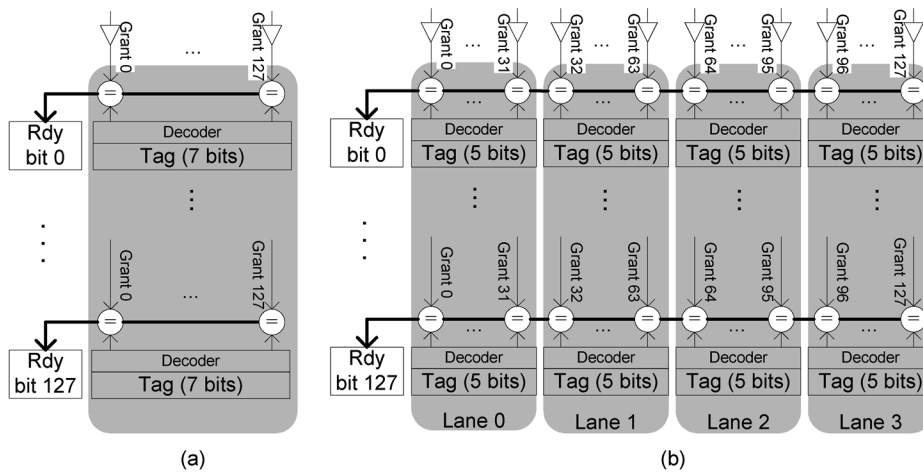 Grant 0
...
Grant 127
Grant 0
...
Grant 31
Grant 32
...
Grant 63
Grant 64
...
Grant 95
Grant 96
...
Grant 127
= = = ... = = ... = = ... = = ... =
Rdy
bit 0
Decoder
Tag (7 bits)
Rdy
bit 0
Decoder
Tag (5 bits)
Decoder
Tag (5 bits)
Decoder
Tag (5 bits)
Decoder
Tag (5 bits)
...
Grant 0
...
Grant 127
Grant 0
Grant 31
Grant 32
Grant 63
Grant 64
Grant 95
Grant 96
Grant 127
= = = ... = = ... = = ... = = ... =
Rdy
bit 127
Decoder
Tag (7 bits)
Rdy
bit 127
Decoder
Tag (5 bits)
Decoder
Tag (5 bits)
Decoder
Tag (5 bits)
Decoder
Tag (5 bits)
Lane 0
Lane 1
Lane 2
Lane 3
(a)
(b)